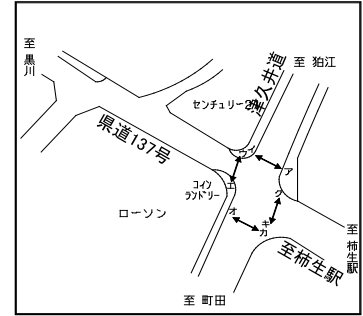 至 黒川
センチュリー21
津久井道
至 狛江
県道137号
ウ
イ
ア
エ
ク
コイン
ランドリー
オ
キ
カ
ローソン
至 柿生駅
至柿生駅
至 町田